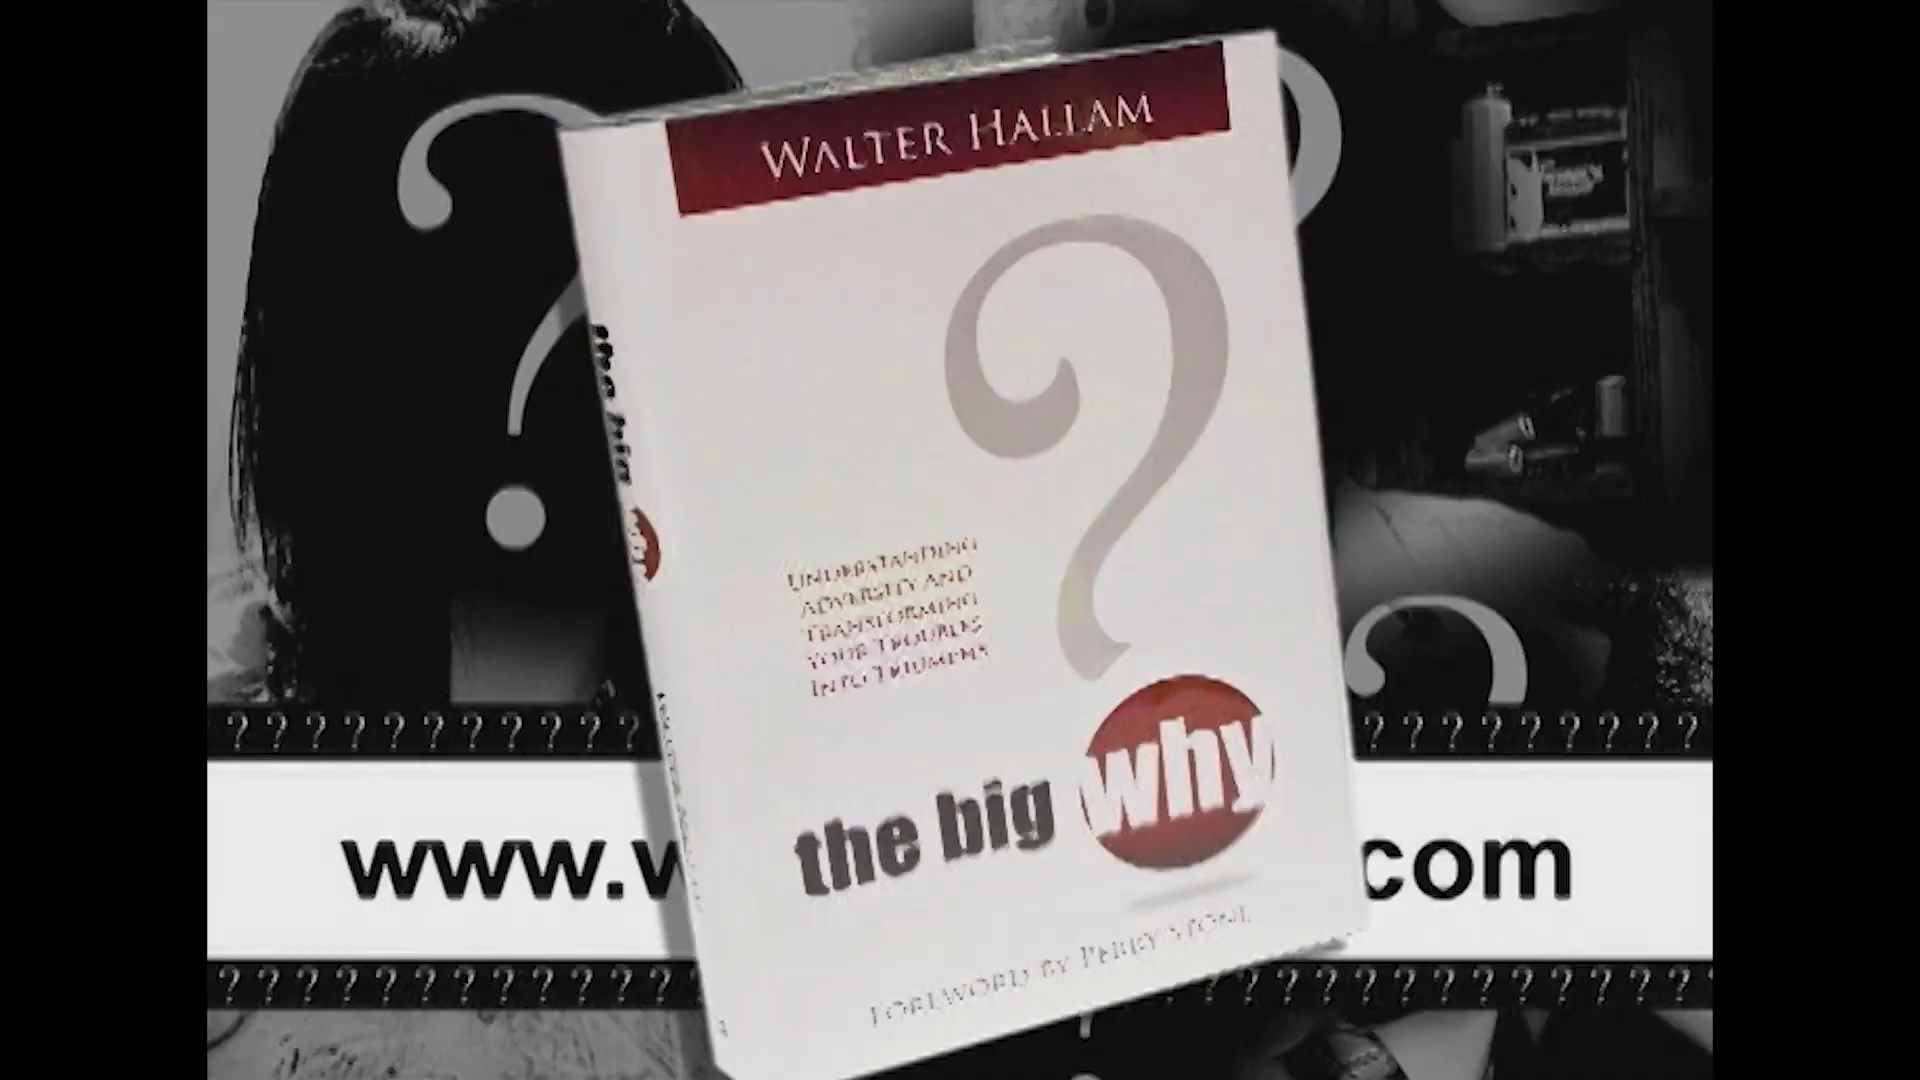 WALTER HALLAM
UNDERSTANDING
ADVERSITY AND
TRANSFORMING
YOUR TROUBLES
INTO TRIUMPHS
the big why
FOREWORD BY PERRY STONE
the big why
www.
.com